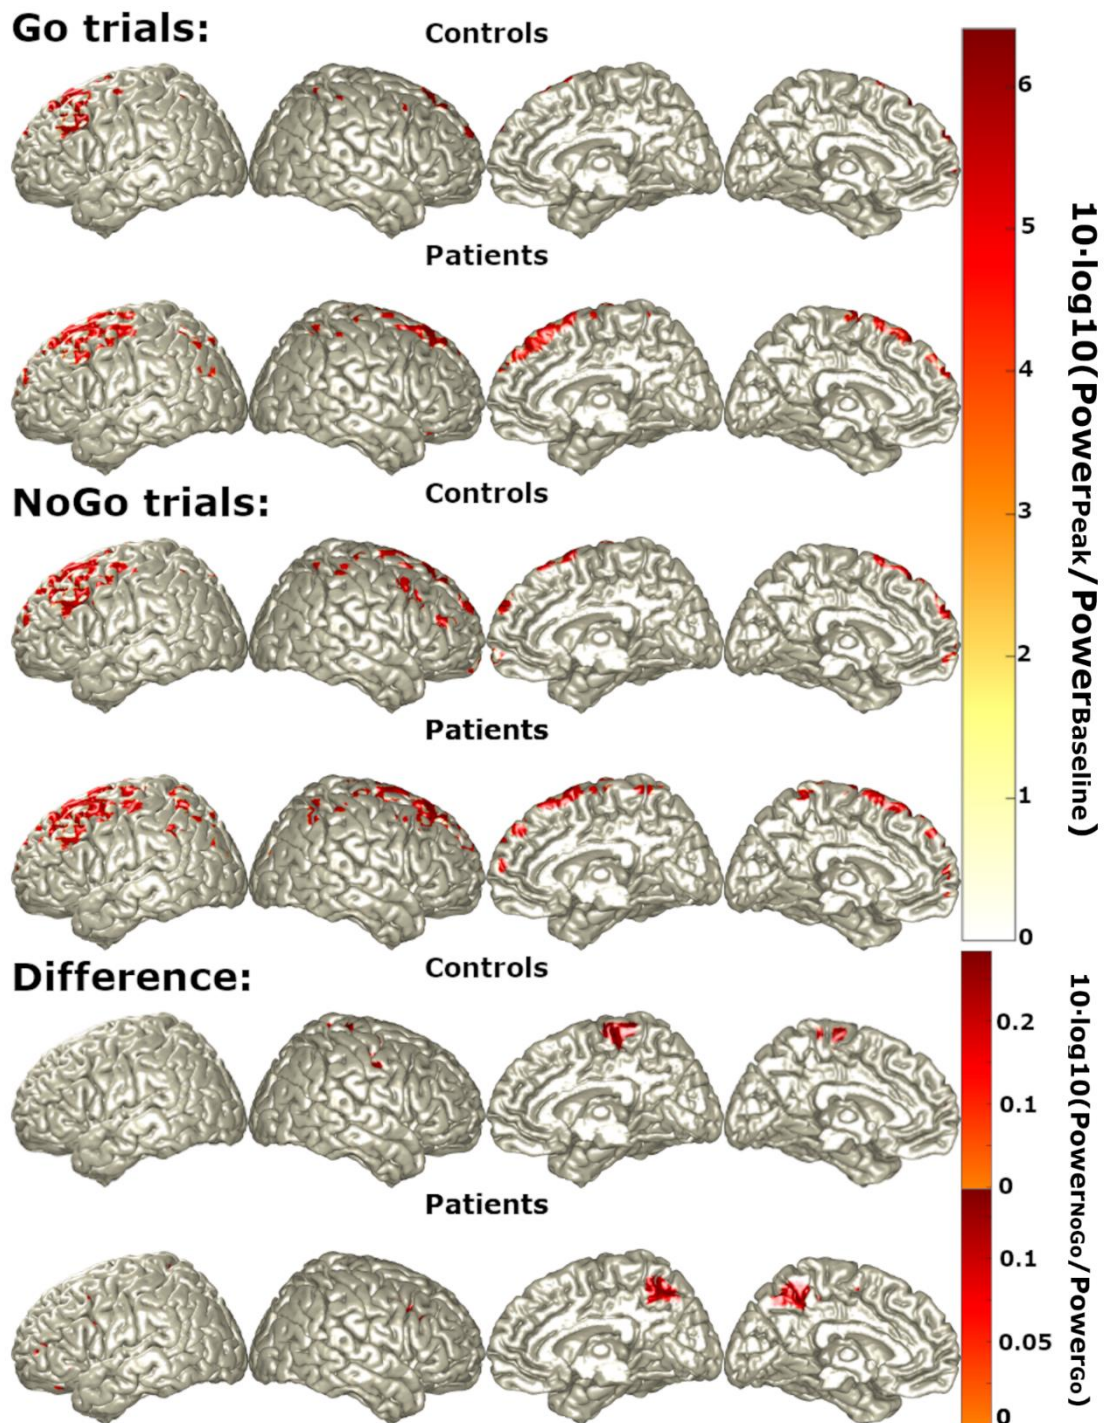 Go trials:
Controls
Patients
NoGo trials:
Controls
Patients
Difference:
Controls
Patients
6
5
4
3
2
1
0
10·log10(PowerPeak/PowerBaseline)
0.2
0.1
0
0.1
0.05
0
10·log10(PowerNoGo/PowerGo)